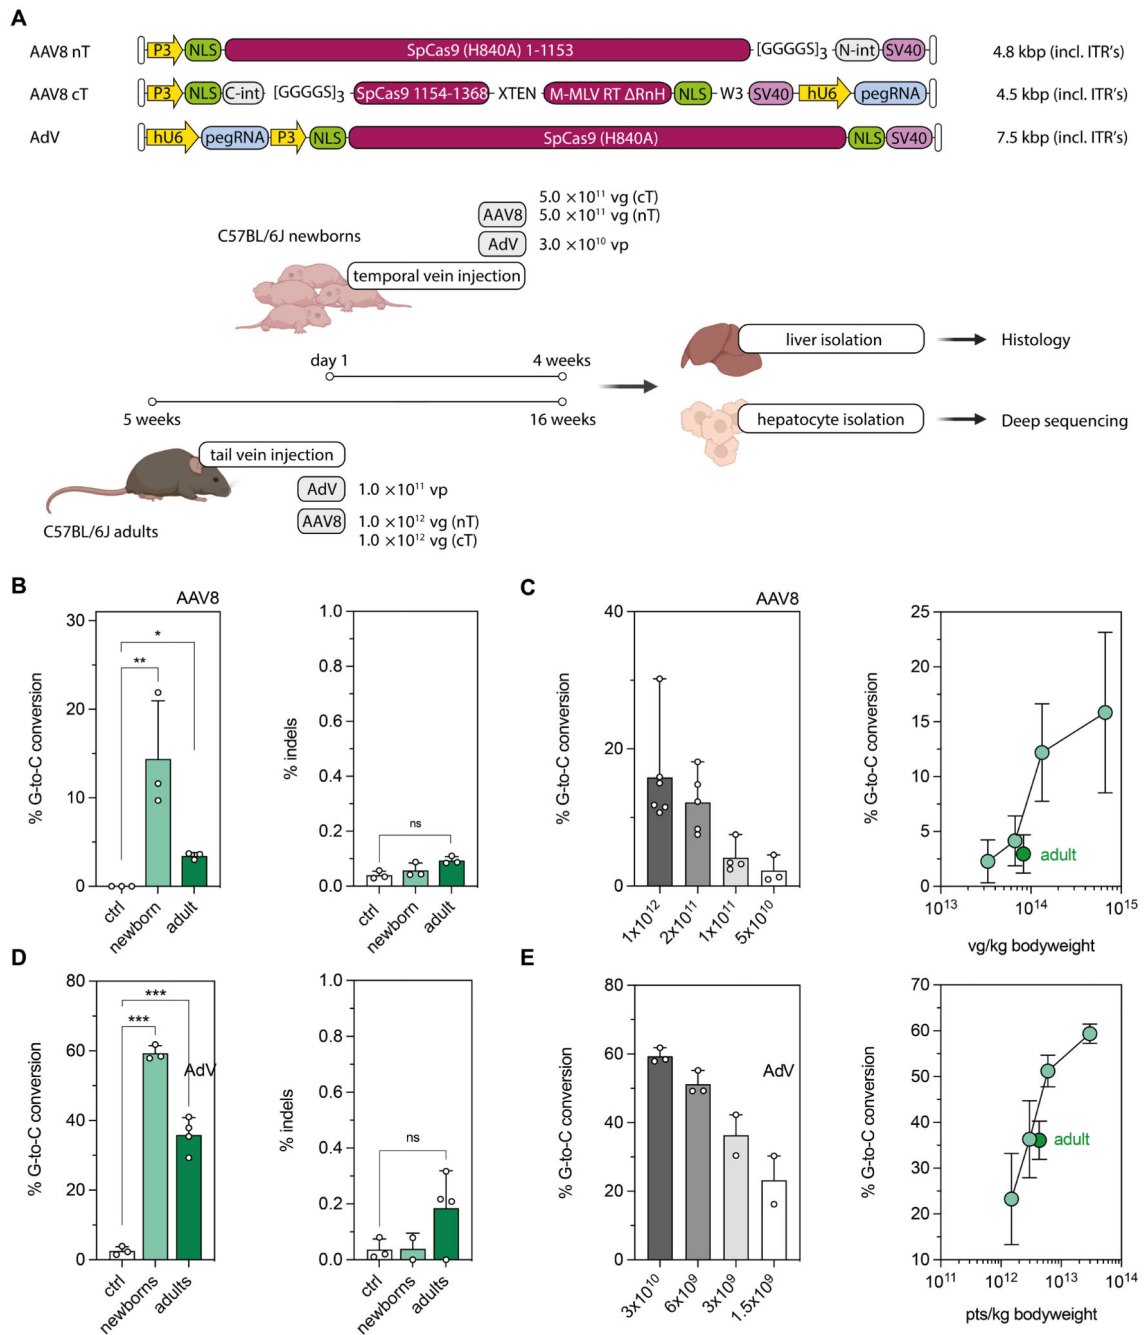 A
AAV8 nT
P3 NLS SpCas9 (H840A) 1-1153 [GGGGS]3 N-int SV40
4.8 kbp (incl. ITR's)
AAV8 cT
P3 NLS C-int [GGGGS]3 SpCas9 1154-1368 XTEN M-MLV RT ΔRnH NLS W3 SV40 hU6 pegRNA
4.5 kbp (incl. ITR's)
AdV
hU6 pegRNA P3 NLS SpCas9 (H840A) NLS SV40
7.5 kbp (incl. ITR's)
5.0 ×10¹¹ vg (cT)
AAV8 5.0 ×10¹¹ vg (nT)
C57BL/6J newborns
AdV 3.0 ×10¹⁰ vp
temporal vein injection
liver isolation
Histology
day 1
4 weeks
5 weeks
16 weeks
hepatocyte isolation
Deep sequencing
tail vein injection
AdV 1.0 ×10¹¹ vp
AAV8 1.0 ×10¹² vg (nT)
1.0 ×10¹² vg (cT)
C57BL/6J adults
B
AAV8
% G-to-C conversion
30
20
10
0
*
**
ctrl
newborn
adult
% indels
1.0
0.8
0.6
0.4
0.2
0.0
ns
ctrl
newborn
adult
C
AAV8
% G-to-C conversion
40
20
0
1x10¹²
2x10¹¹
1x10¹¹
5x10¹⁰
% G-to-C conversion
25
20
15
10
5
0
adult
10¹³
10¹⁴
10¹⁵
vg/kg bodyweight
D
AdV
% G-to-C conversion
80
60
40
20
0
***
***
ctrl
newborns
adults
% indels
1.0
0.8
0.6
0.4
0.2
0.0
ns
ctrl
newborns
adults
E
AdV
% G-to-C conversion
80
60
40
20
0
3x10¹⁰
6x10⁹
3x10⁹
1.5x10⁹
% G-to-C conversion
70
60
50
40
30
20
10
adult
10¹¹
10¹²
10¹³
10¹⁴
pts/kg bodyweight